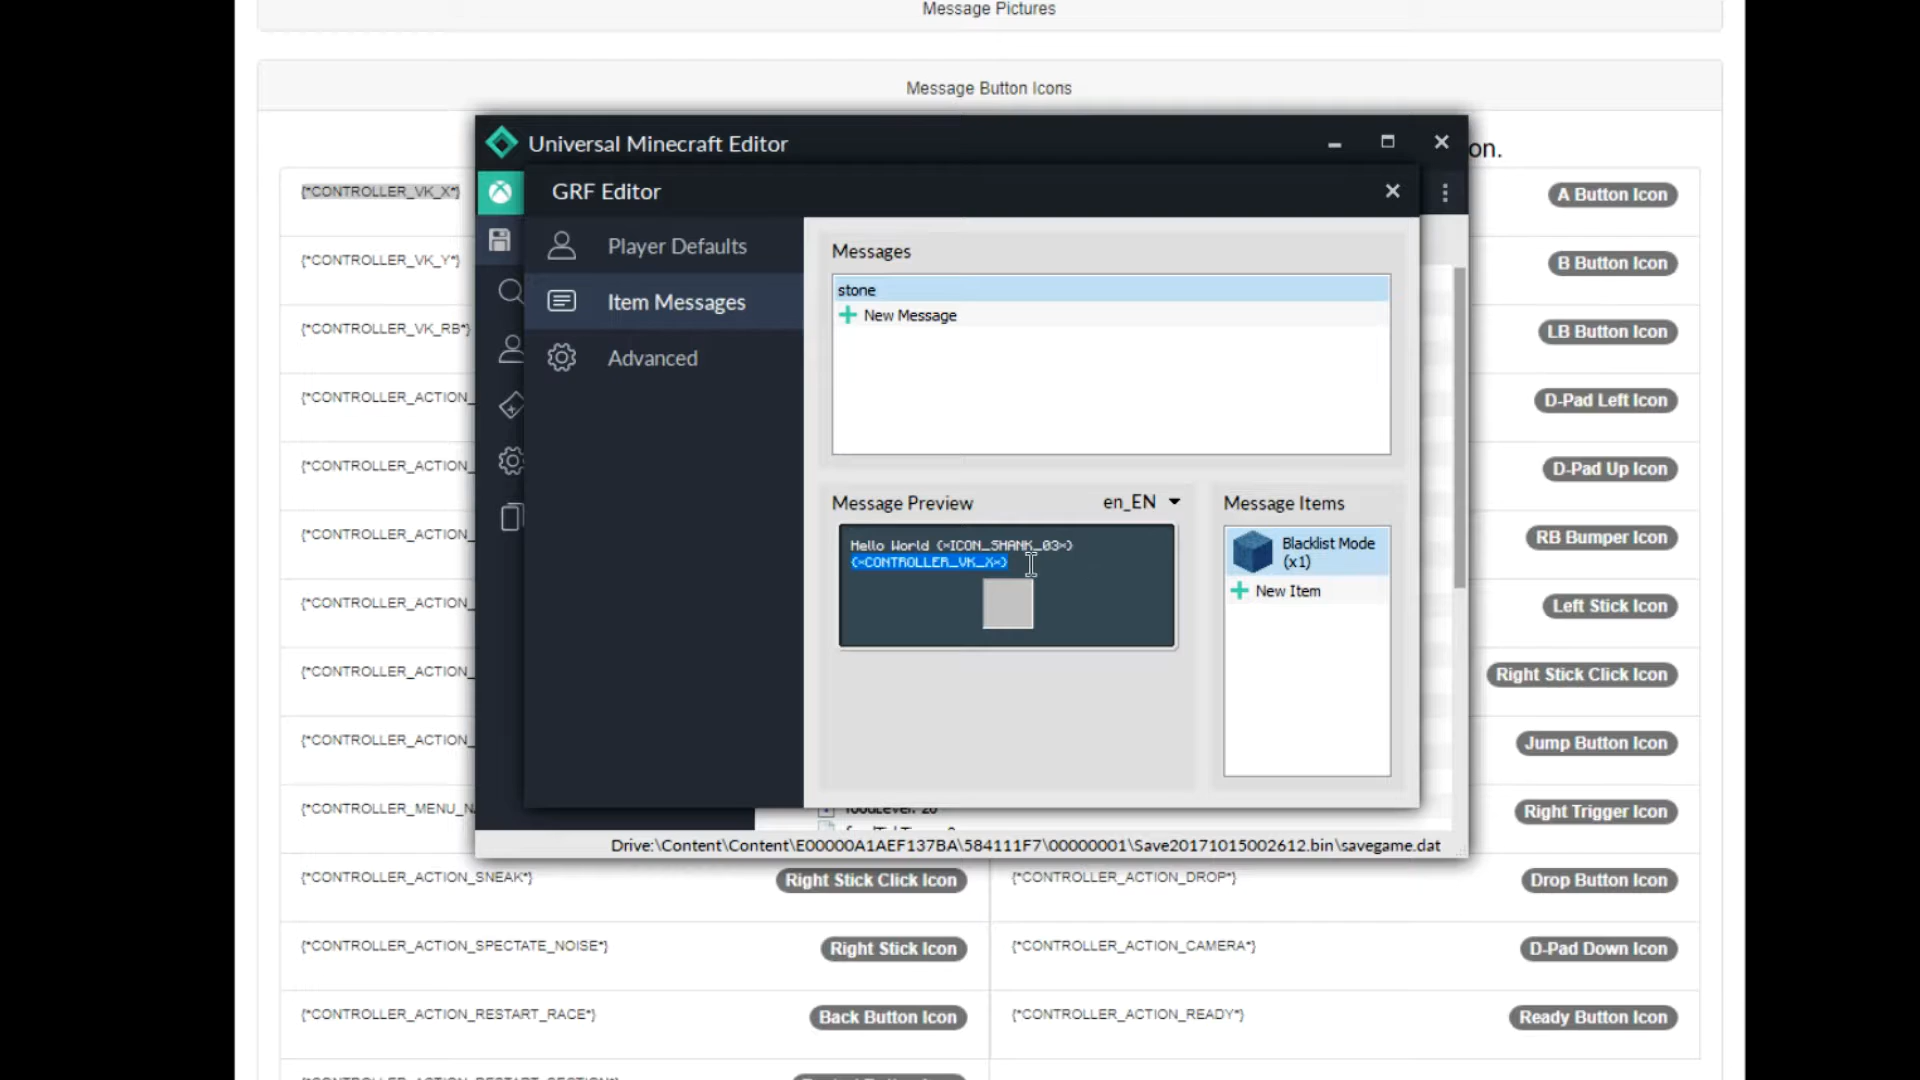 Message Pictures
Message Button Icons
on.
Universal Minecraft Editor
GRF Editor
Player Defaults
Item Messages
Advanced
Messages
stone
New Message
Message Preview
en_EN
Hello World {*ICON_SHANK_03*}
{*CONTROLLER_VK_X*}
Message Items
Blacklist Mode
(x1)
New Item
foodLevel: 20
Drive:\Content\Content\E00000A1AEF137BA\584111F7\00000001\Save20171015002612.bin\savegame.dat
{*CONTROLLER_VK_X*}
A Button Icon
{*CONTROLLER_VK_Y*}
B Button Icon
{*CONTROLLER_VK_RB*}
LB Button Icon
{*CONTROLLER_ACTION_
D-Pad Left Icon
{*CONTROLLER_ACTION_
D-Pad Up Icon
{*CONTROLLER_ACTION_
RB Bumper Icon
{*CONTROLLER_ACTION_
Left Stick Icon
{*CONTROLLER_ACTION_
Right Stick Click Icon
{*CONTROLLER_ACTION_
Jump Button Icon
{*CONTROLLER_MENU_N
Right Trigger Icon
{*CONTROLLER_ACTION_SNEAK*} Right Stick Click Icon {*CONTROLLER_ACTION_DROP*} Drop Button Icon
{*CONTROLLER_ACTION_SPECTATE_NOISE*} Right Stick Icon {*CONTROLLER_ACTION_CAMERA*} D-Pad Down Icon
{*CONTROLLER_ACTION_RESTART_RACE*} Back Button Icon {*CONTROLLER_ACTION_READY*} Ready Button Icon
{*CONTROLLER_ACTION_RESTART_SECTION*}